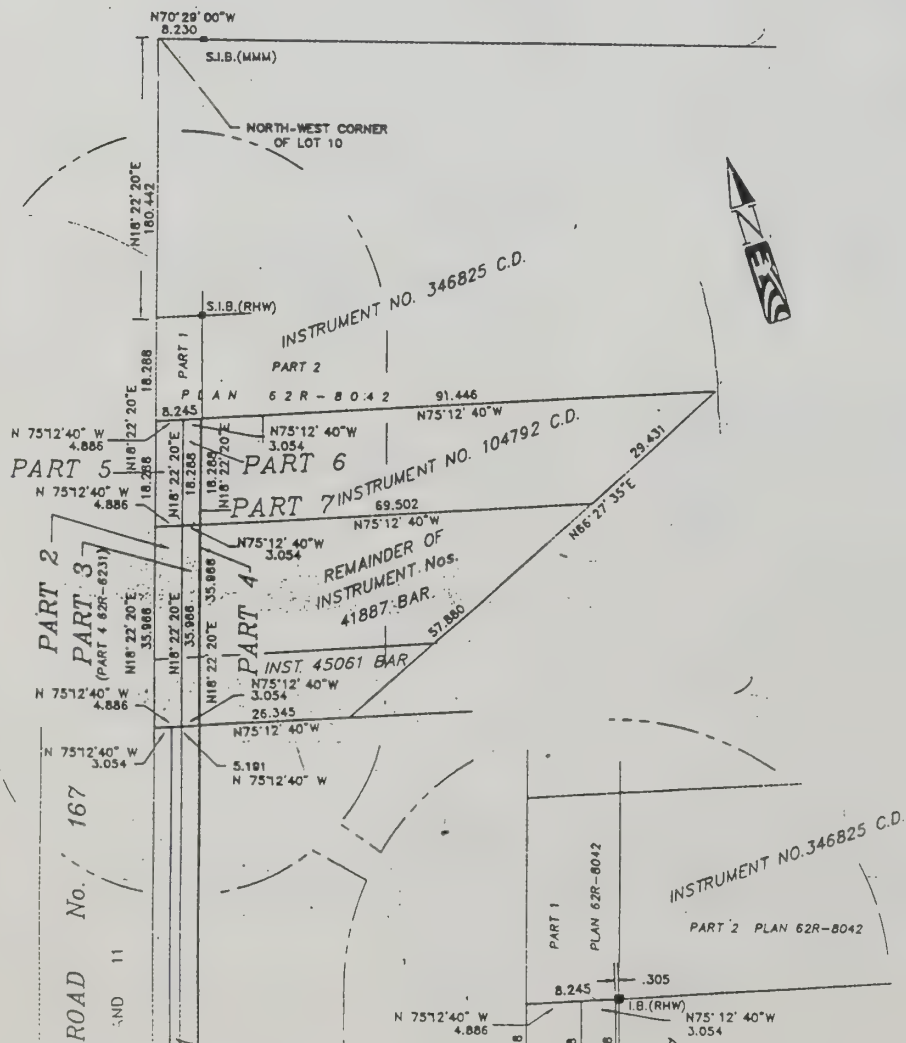 N70°29'00"W
8.230
S.I.B.(MMM)
NORTH-WEST CORNER
OF LOT 10
N18°22'20"E
180.442
S.I.B.(RHW)
INSTRUMENT NO. 346825 C.D.
PART 1
PART 2
PLAN 62R-8042
18.288
N18°22'20"E
8.245
91.446
N75°12'40"W
N 75°12'40" W
4.886
N75°12'40"W
3.054
29.431
PART 5
18.288
N18°22'20"E
18.288
N18°22'20"E
18.288
PART 6
INSTRUMENT NO. 104792 C.D.
PART 7
N 75°12'40" W
4.886
69.502
N75°12'40"W
N66°27'35"E
N75°12'40"W
3.054
REMAINDER OF
INSTRUMENT Nos.
41887 BAR.
57.880
PART 2
PART 3
(PART 4 62R-6231)
N18°22'20"E
35.966
N18°22'20"E
35.966
N18°22'20"E
35.966
PART 4
INST. 45061 BAR
N 75°12'40" W
4.886
N75°12'40"W
3.054
26.345
N75°12'40"W
N 75°12'40" W
3.054
5.191
N 75°12'40" W
ROAD No. 167
AND 11
INSTRUMENT NO.346825 C.D.
PART 1
PLAN 62R-8042
PART 2 PLAN 62R-8042
.305
8.245
I.B.(RHW)
N 75°12'40" W
4.886
N75°12'40"W
3.054